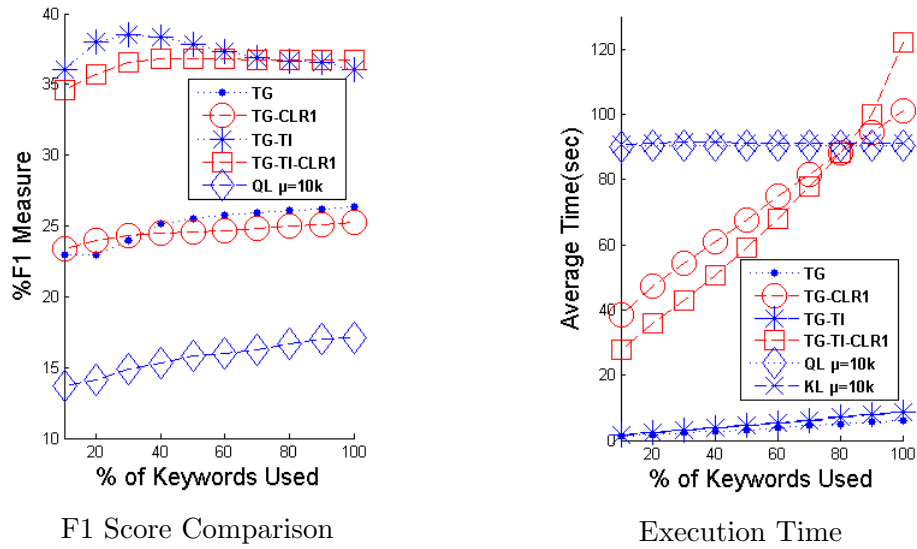 40
35
30
25
20
15
10
%F1 Measure
TG
TG-CLR1
TG-TI
TG-TI-CLR1
QL μ=10k
20 40 60 80 100
% of Keywords Used
F1 Score Comparison
120
100
80
60
40
20
0
Average Time(sec)
TG
TG-CLR1
TG-TI
TG-TI-CLR1
QL μ=10k
KL μ=10k
20 40 60 80 100
% of Keywords Used
Execution Time